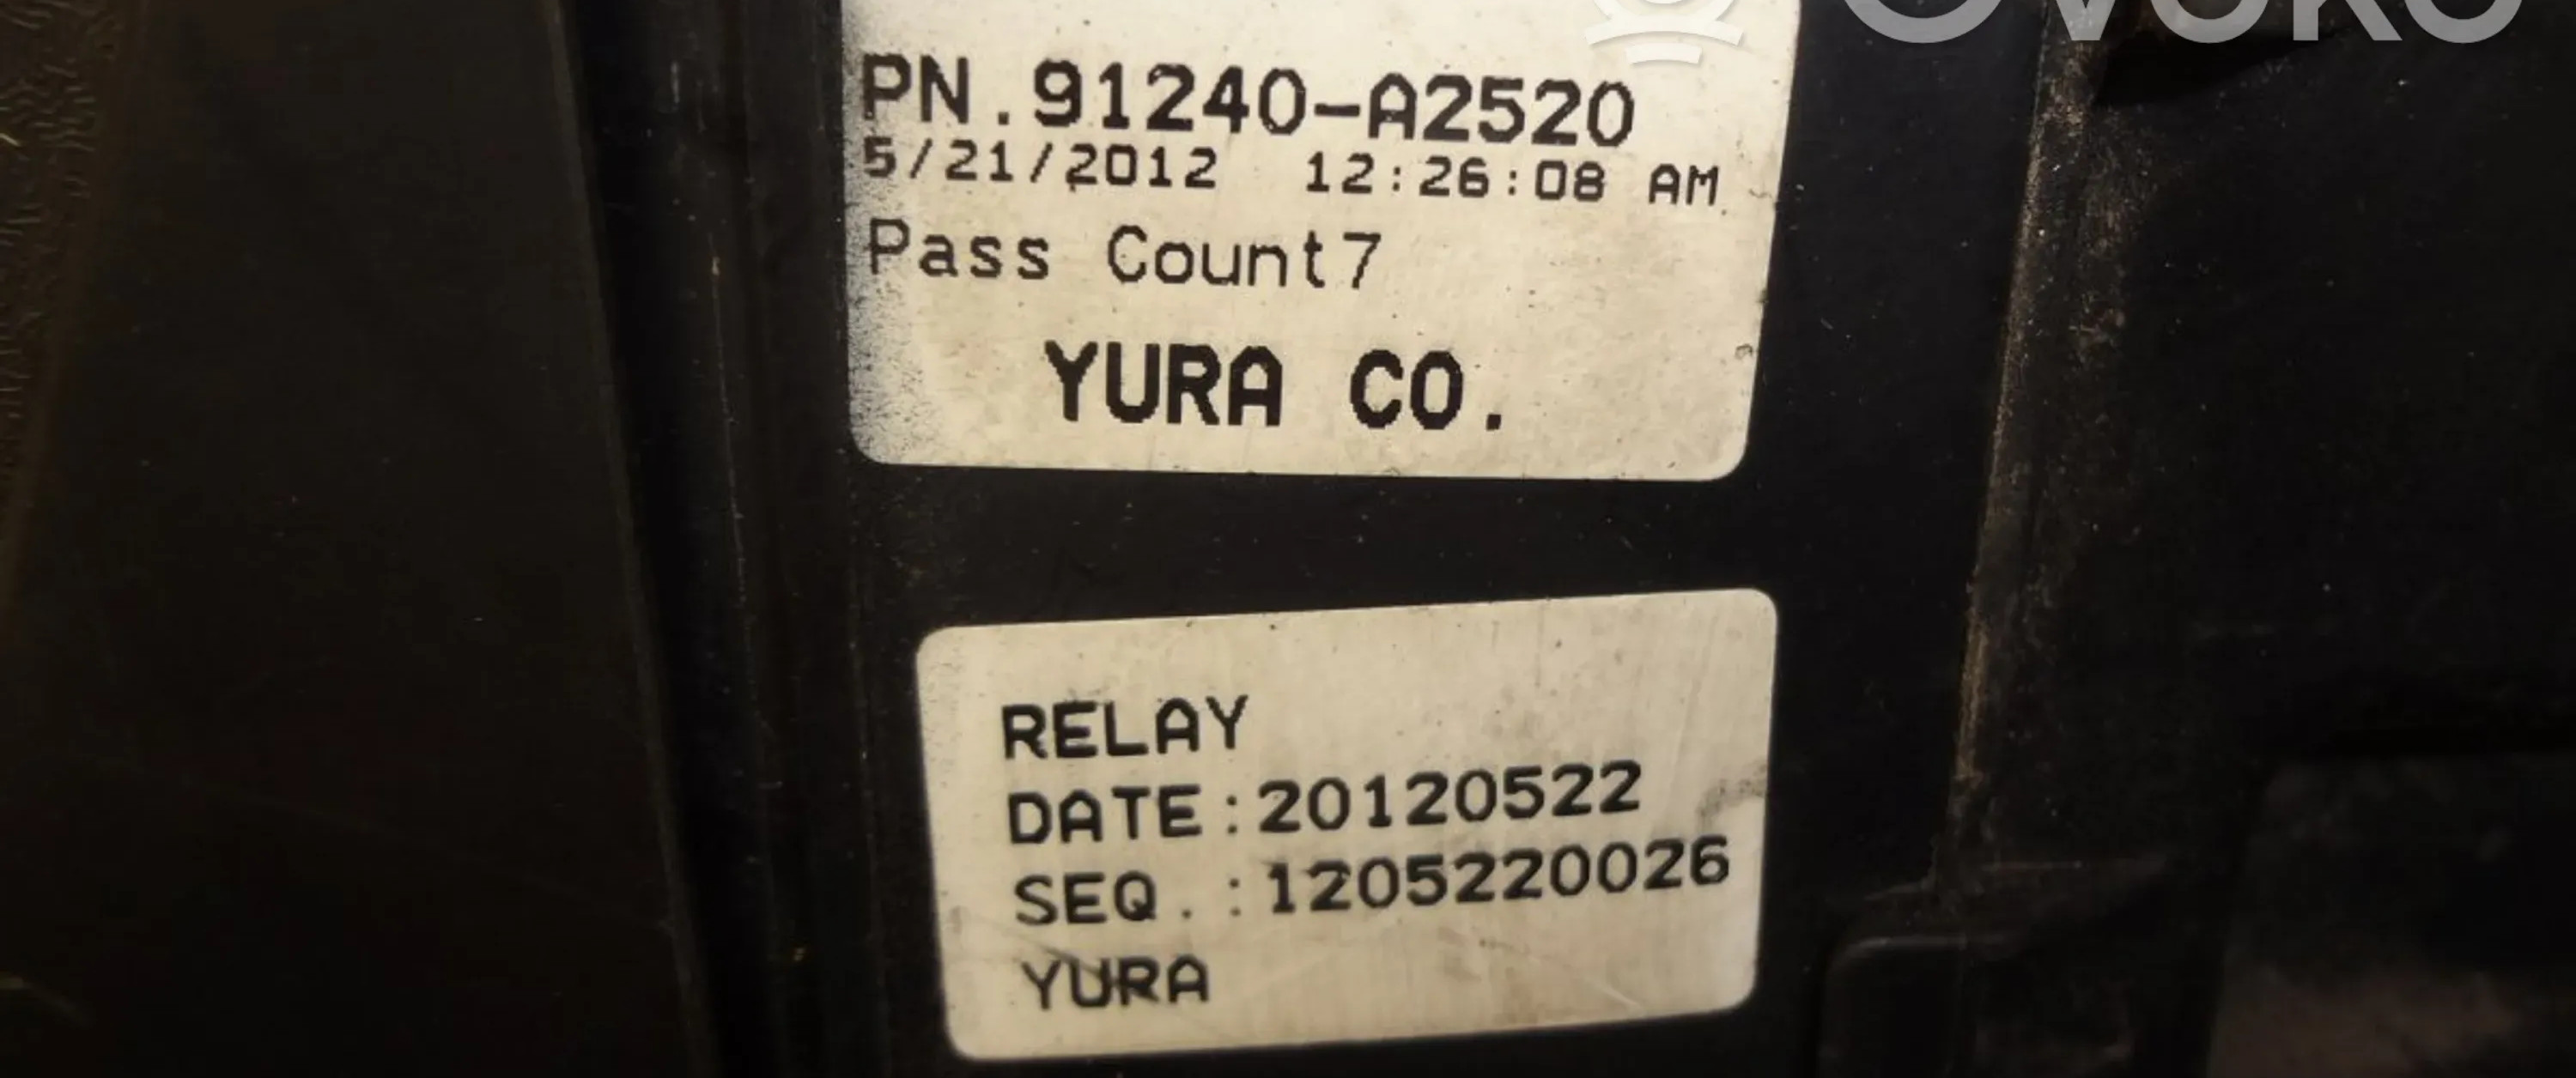 OVOKO
PN.91240-A2520
5/21/2012 12:26:08 AM
Pass Count7
YURA CO.
RELAY
DATE:20120522
SEQ.:1205220026
YURA